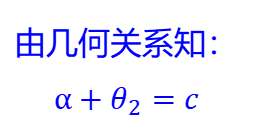 由几何关系知：
α + θ₂ = c